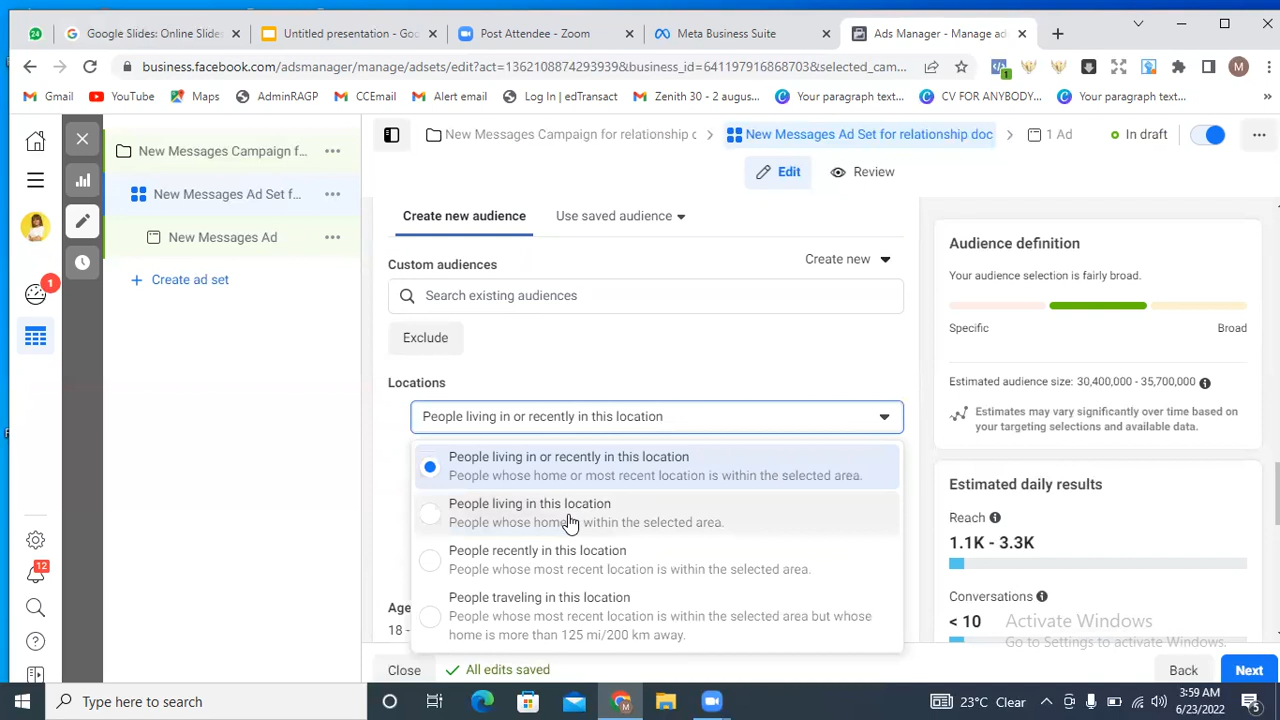 24
Google Slides: Online Slide
Untitled presentation - Goo
Post Attendee - Zoom
Meta Business Suite
Ads Manager - Manage ad
business.facebook.com/adsmanager/manage/adsets/edit?act=1362108874293939&business_id=641197916868703&selected_cam...
1
M
Gmail
YouTube
Maps
AdminRAGP
CCEmail
Alert email
Log In | edTransact
Zenith 30 - 2 augus...
Your paragraph text...
CV FOR ANYBODY...
Your paragraph text...
New Messages Campaign f...
New Messages Ad Set f...
New Messages Ad
Create ad set
1
12
New Messages Campaign for relationship c
New Messages Ad Set for relationship doc
1 Ad
In draft
Edit
Review
Create new audience
Use saved audience
Custom audiences
Create new
Search existing audiences
Exclude
Locations
People living in or recently in this location
People living in or recently in this location
People whose home or most recent location is within the selected area.
People living in this location
People whose home within the selected area.
People recently in this location
People whose most recent location is within the selected area.
People traveling in this location
People whose most recent location is within the selected area but whose
home is more than 125 mi/200 km away.
Age
18 -
Audience definition
Your audience selection is fairly broad.
Specific
Broad
Estimated audience size: 30,400,000 - 35,700,000
Estimates may vary significantly over time based on
your targeting selections and available data.
Estimated daily results
Reach
1.1K - 3.3K
Conversations
< 10
Activate Windows
Go to Settings to activate Windows.
Close
All edits saved
Back
Next
Type here to search
23°C Clear
3:59 AM
6/23/2022
5